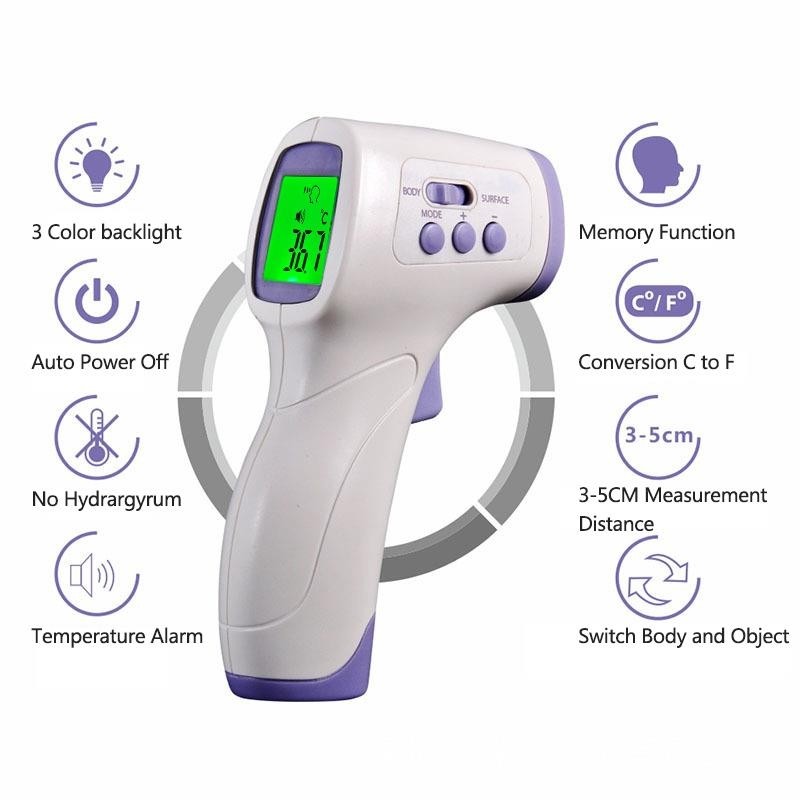 3 Color backlight
Auto Power Off
No Hydrargyrum
Temperature Alarm
℃
36.7
BODY
SURFACE
MODE + -
Memory Function
C°/F°
Conversion C to F
3-5cm
3-5CM Measurement
Distance
Switch Body and Object